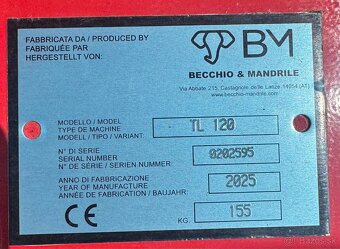 FABBRICATA DA / PRODUCED BY
FABRIQUÉE PAR
HERGESTELLT VON:
BM
BECCHIO & MANDRILE
Via Abbate 215, Castagnole delle Lanze 14054 (AT)
www.becchio-mandrile.com
MODELLO / MODEL
TYPE DE MACHINE
MODELL / TIPO / VARIANT:
TL 120
N° DI SERIE
SERIAL NUMBER
N° DE SÉRIE / SERIEN NUMMER:
0202595
ANNO DI FABBRICAZIONE /
YEAR OF MANUFACTURE
ANNÉE DE FABRICATION / BAUJAHR:
2025
CE
KG.
155